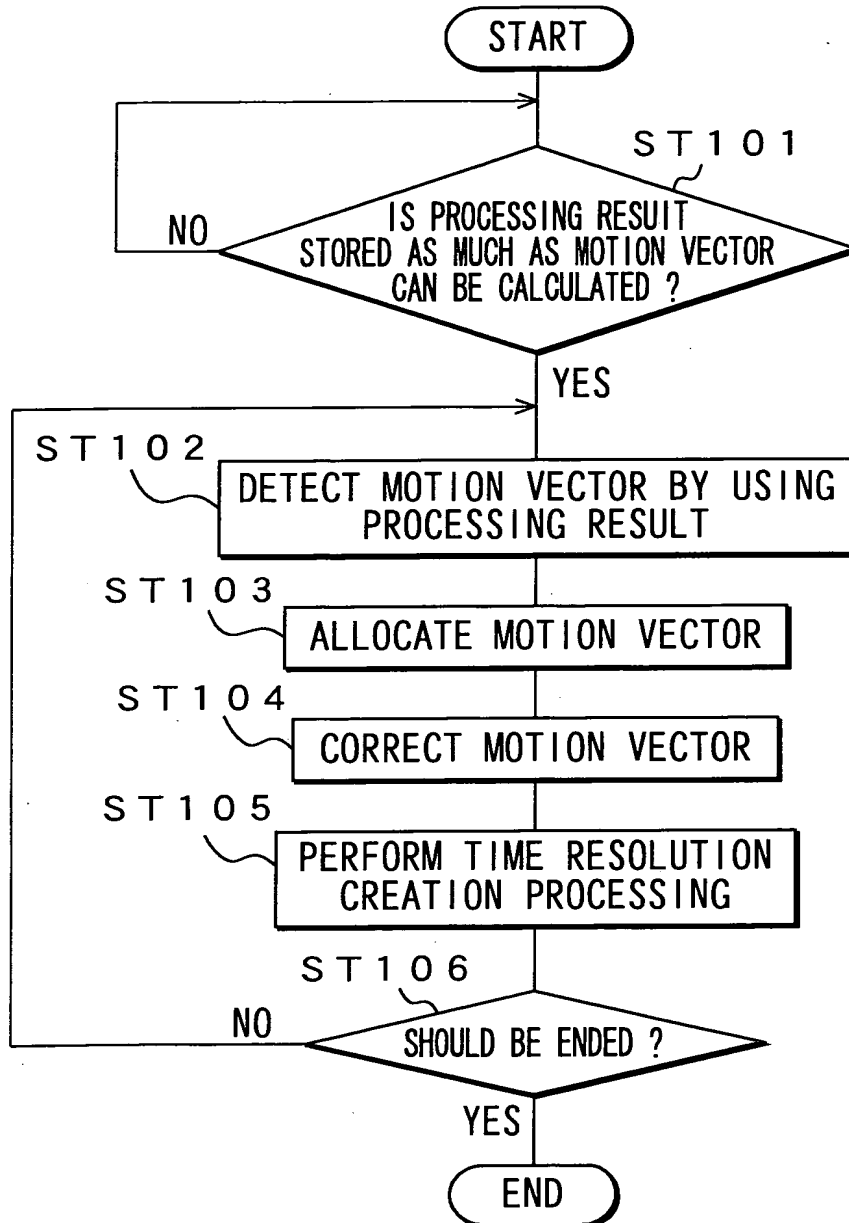 START
ST101
IS PROCESSING RESUIT
STORED AS MUCH AS MOTION VECTOR
CAN BE CALCULATED ?
NO
YES
ST102
DETECT MOTION VECTOR BY USING
PROCESSING RESULT
ST103
ALLOCATE MOTION VECTOR
ST104
CORRECT MOTION VECTOR
ST105
PERFORM TIME RESOLUTION
CREATION PROCESSING
ST106
NO
SHOULD BE ENDED ?
YES
END